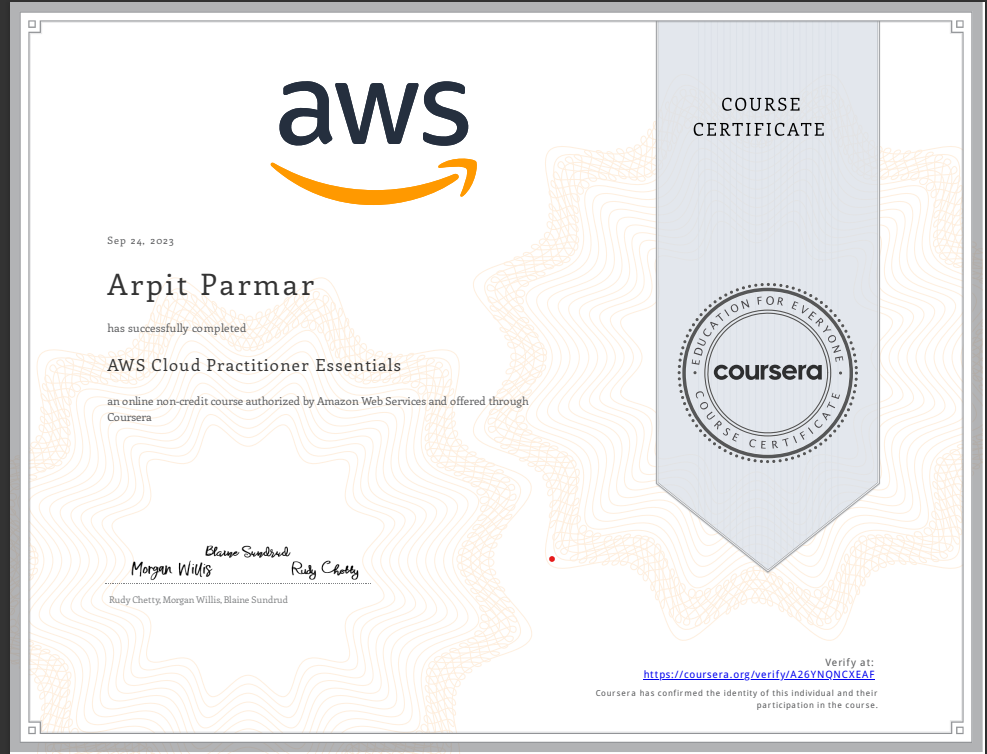 aws
COURSE
CERTIFICATE
Sep 24, 2023
Arpit Parmar
has successfully completed
AWS Cloud Practitioner Essentials
an online non-credit course authorized by Amazon Web Services and offered through
Coursera
EDUCATION FOR EVERYONE
coursera
COURSE CERTIFICATE
Blaine Sundrud
Morgan Willis
Rudy Chetty
Rudy Chetty, Morgan Willis, Blaine Sundrud
Verify at:
https://coursera.org/verify/A26YNQNCXEAF
Coursera has confirmed the identity of this individual and their
participation in the course.